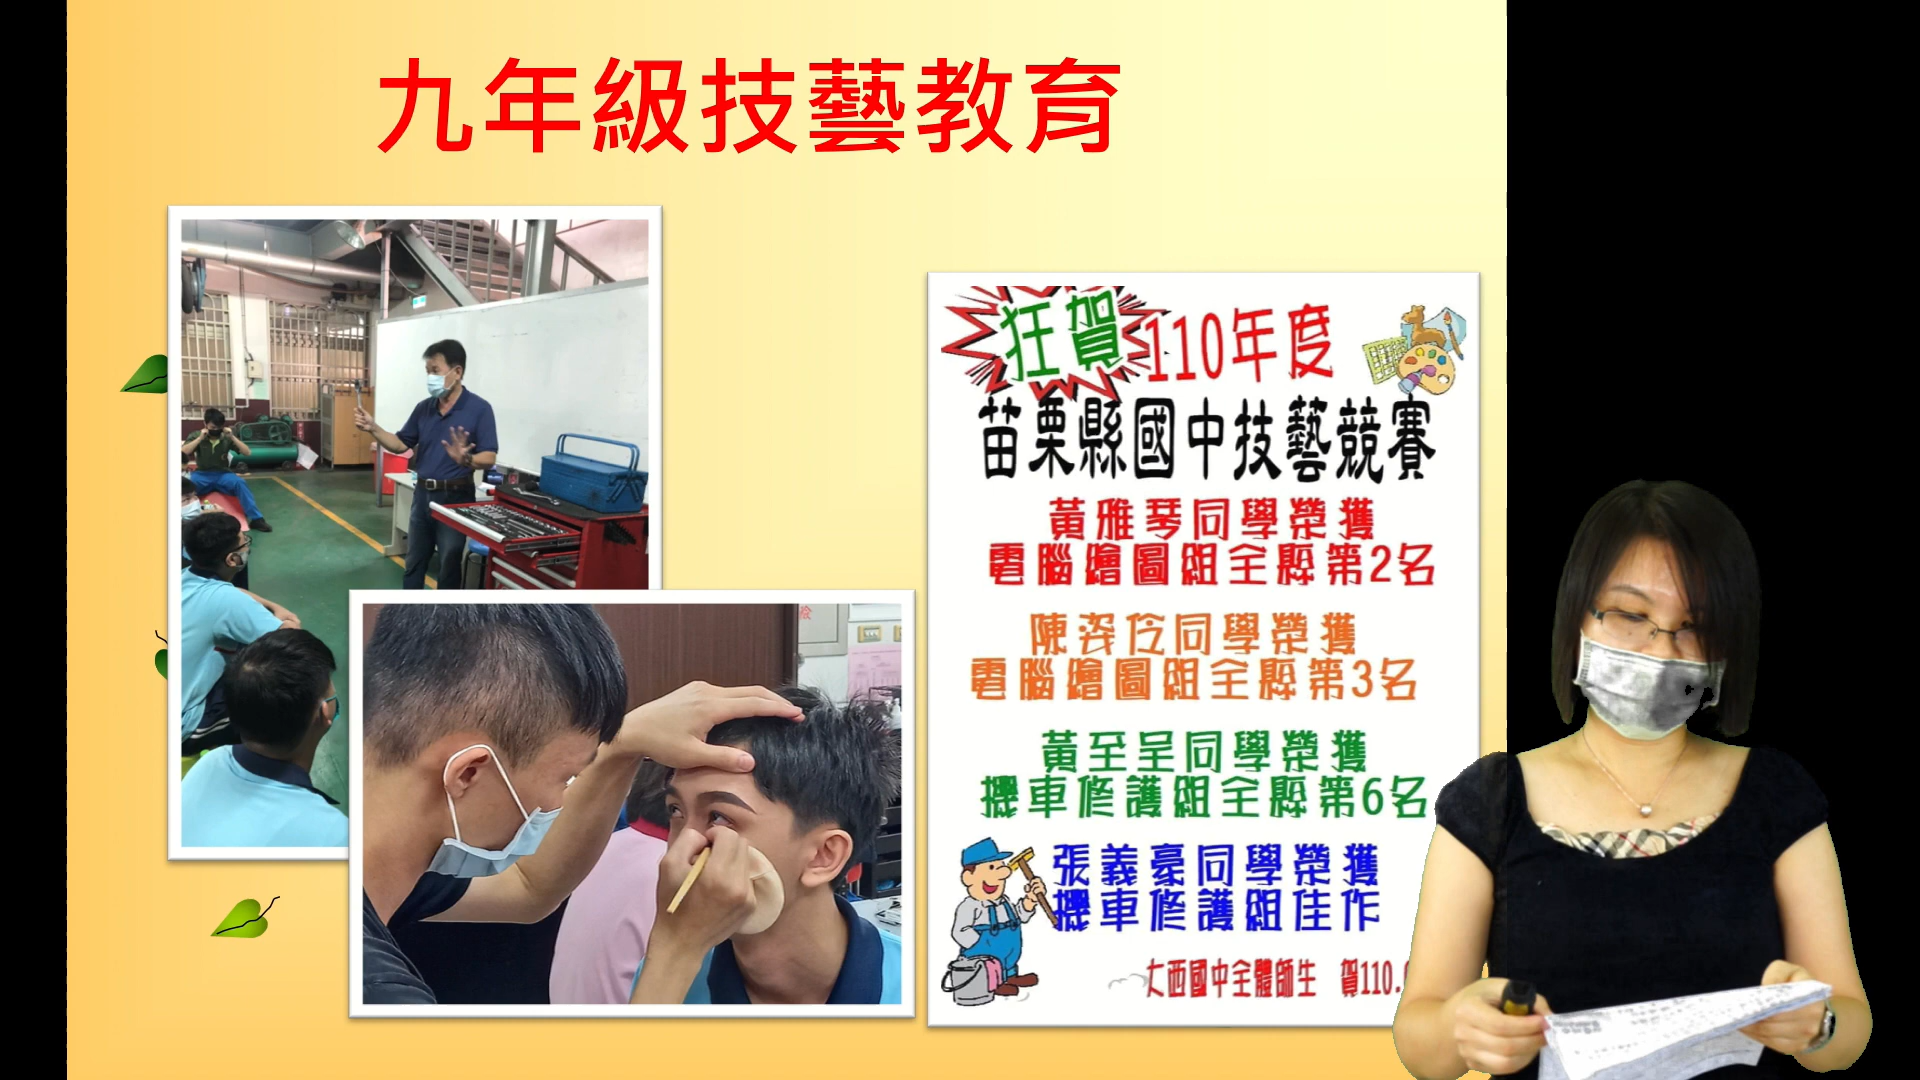 九年級技藝教育
狂賀110年度
苗栗縣國中技藝競賽
黃雅琴同學榮獲
電腦繪圖組全縣第2名
陳姿伶同學榮獲
電腦繪圖組全縣第3名
黃至呈同學榮獲
機車修護組全縣第6名
張義豪同學榮獲
機車修護組佳作
大西國中全體師生 賀110.